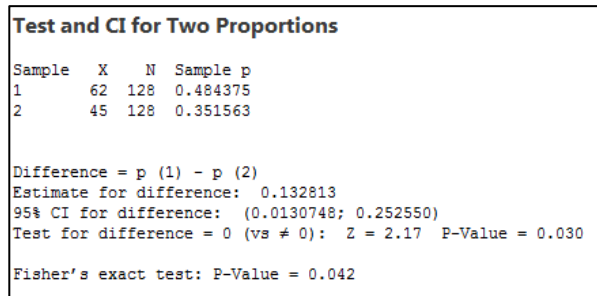 Test and CI for Two Proportions
Sample X N Sample p
1 62 128 0.484375
2 45 128 0.351563
Difference = p (1) - p (2)
Estimate for difference: 0.132813
95% CI for difference: (0.0130748; 0.252550)
Test for difference = 0 (vs ≠ 0): Z = 2.17 P-Value = 0.030
Fisher's exact test: P-Value = 0.042